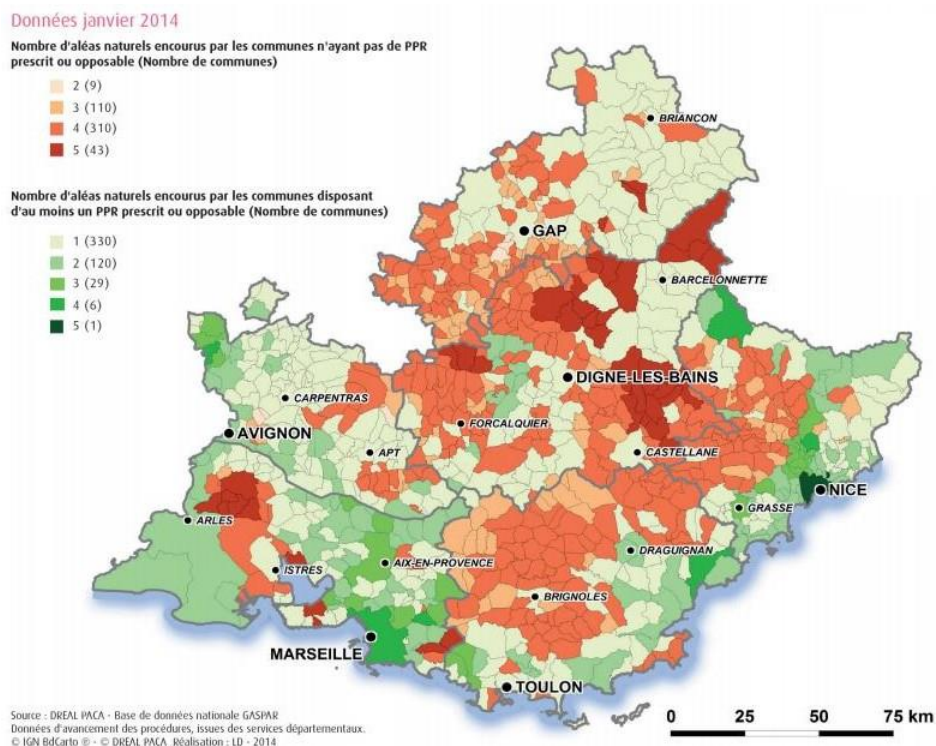 Données janvier 2014
Nombre d'aléas naturels encourus par les communes n'ayant pas de PPR
prescrit ou opposable (Nombre de communes)
2 (9)
3 (110)
4 (310)
5 (43)
Nombre d'aléas naturels encourus par les communes disposant
d'au moins un PPR prescrit ou opposable (Nombre de communes)
1 (330)
2 (120)
3 (29)
4 (6)
5 (1)
BRIANCON
GAP
BARCELONNETTE
DIGNE-LES-BAINS
CARPENTRAS
FORCALQUIER
AVIGNON
APT
CASTELLANE
NICE
GRASSE
ARLES
DRAGUIGNAN
AIX-EN-PROVENCE
ISTRES
BRIGNOLES
MARSEILLE
TOULON
0 25 50 75 km
Source : DREAL PACA - Base de données nationale GASPAR
Données d'avancement des procédures, issues des services départementaux.
© IGN BdCarto ® - © DREAL PACA Réalisation : LD - 2014